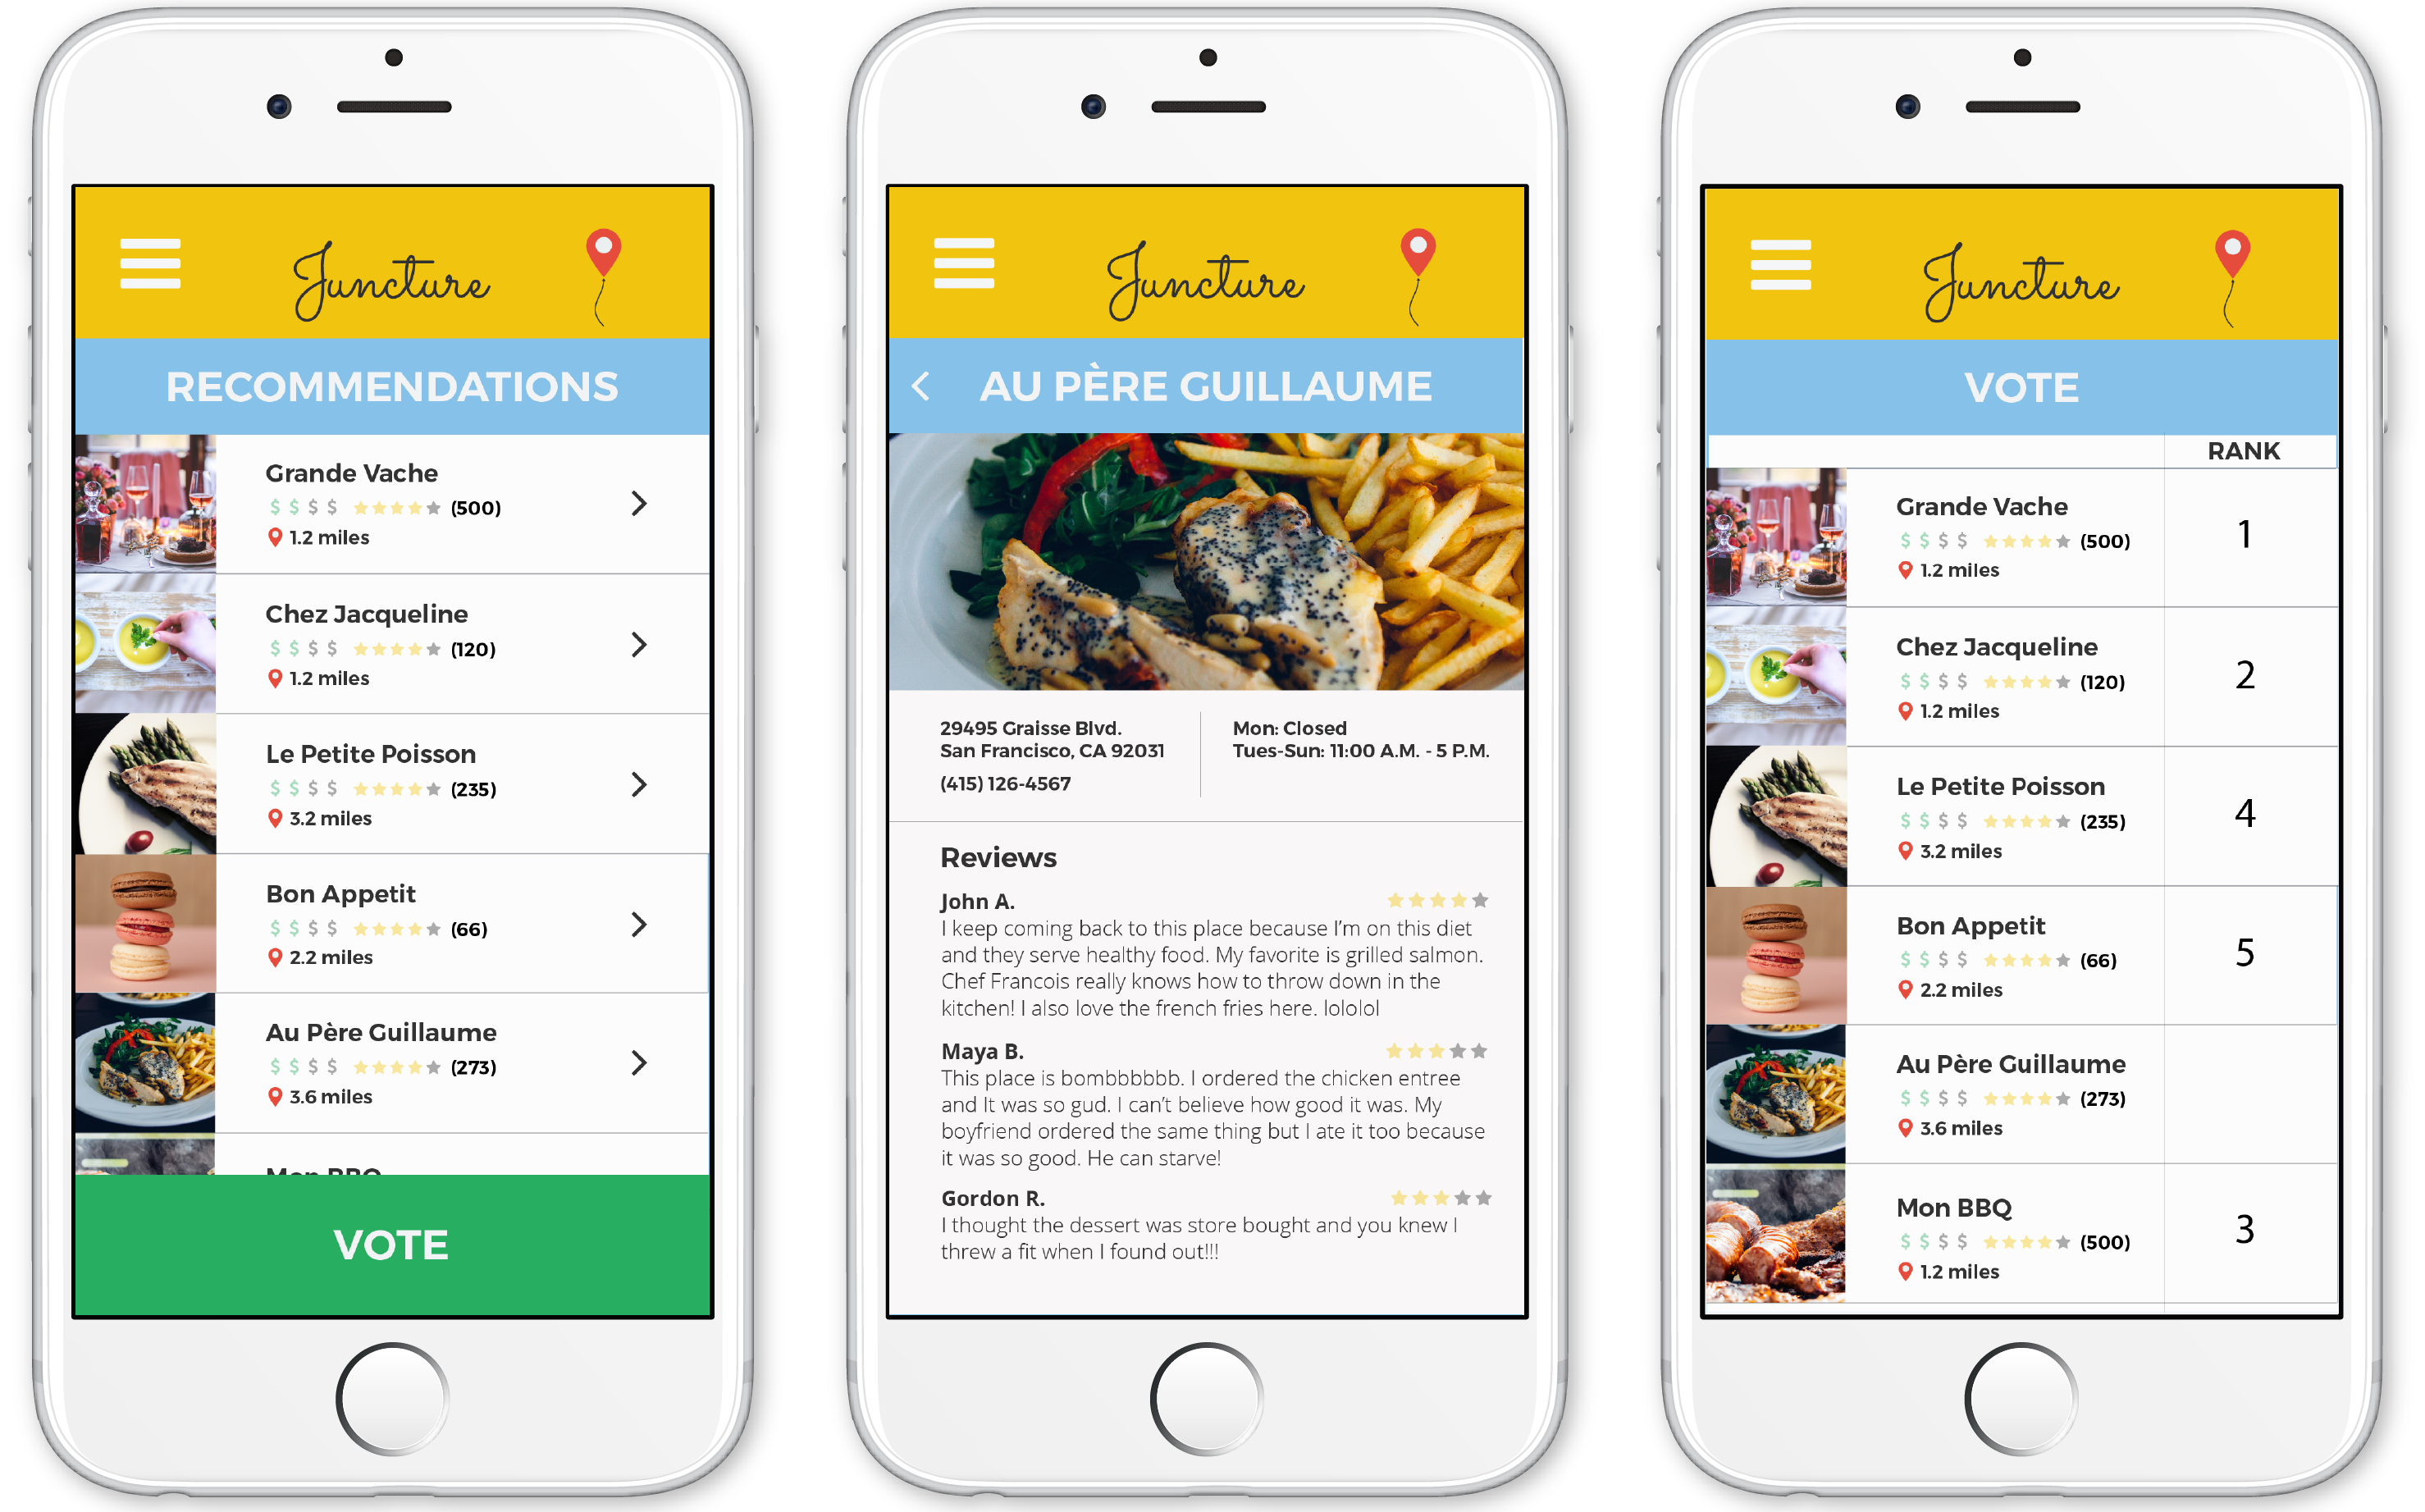 Juncture
RECOMMENDATIONS
Grande Vache
$ $ $ $ (500)
1.2 miles
Chez Jacqueline
$ $ $ $ (120)
1.2 miles
Le Petite Poisson
$ $ $ $ (235)
3.2 miles
Bon Appetit
$ $ $ $ (66)
2.2 miles
Au Père Guillaume
$ $ $ $ (273)
3.6 miles
Mon BBQ
VOTE
Juncture
AU PÈRE GUILLAUME
29495 Graisse Blvd.
San Francisco, CA 92031
(415) 126-4567
Mon: Closed
Tues-Sun: 11:00 A.M. - 5 P.M.
Reviews
John A.
I keep coming back to this place because I'm on this diet
and they serve healthy food. My favorite is grilled salmon.
Chef Francois really knows how to throw down in the
kitchen! I also love the french fries here. lololol
Maya B.
This place is bombbbbbb. I ordered the chicken entree
and It was so gud. I can't believe how good it was. My
boyfriend ordered the same thing but I ate it too because
it was so good. He can starve!
Gordon R.
I thought the dessert was store bought and you knew I
threw a fit when I found out!!!
Juncture
VOTE
RANK
Grande Vache
$ $ $ $ (500)
1.2 miles
1
Chez Jacqueline
$ $ $ $ (120)
1.2 miles
2
Le Petite Poisson
$ $ $ $ (235)
3.2 miles
4
Bon Appetit
$ $ $ $ (66)
2.2 miles
5
Au Père Guillaume
$ $ $ $ (273)
3.6 miles
Mon BBQ
$ $ $ $ (500)
1.2 miles
3